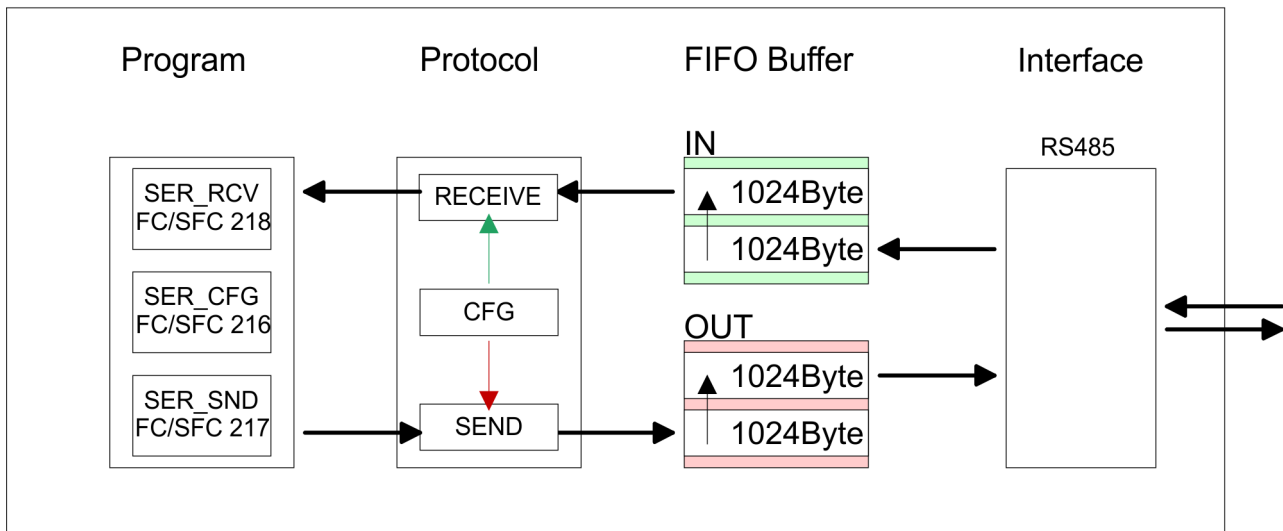 Program
Protocol
FIFO Buffer
Interface
SER_RCV
FC/SFC 218
SER_CFG
FC/SFC 216
SER_SND
FC/SFC 217
RECEIVE
CFG
SEND
IN
1024Byte
1024Byte
OUT
1024Byte
1024Byte
RS485